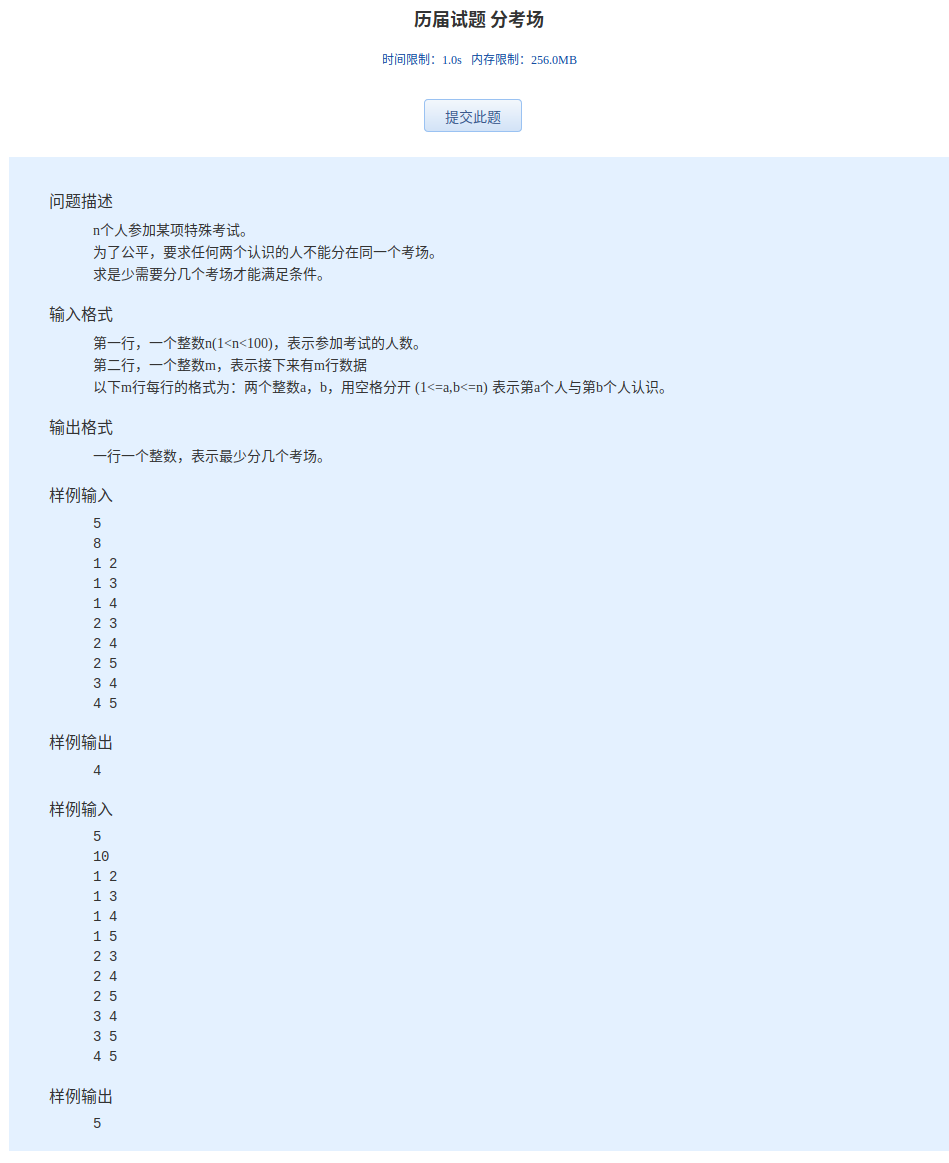 历届试题 分考场
时间限制：1.0s 内存限制：256.0MB
提交此题
问题描述
n个人参加某项特殊考试。
为了公平，要求任何两个认识的人不能分在同一个考场。
求是少需要分几个考场才能满足条件。
输入格式
第一行，一个整数n(1<n<100)，表示参加考试的人数。
第二行，一个整数m，表示接下来有m行数据
以下m行每行的格式为：两个整数a，b，用空格分开 (1<=a,b<=n) 表示第a个人与第b个人认识。
输出格式
一行一个整数，表示最少分几个考场。
样例输入
5
8
1 2
1 3
1 4
2 3
2 4
2 5
3 4
4 5
样例输出
4
样例输入
5
10
1 2
1 3
1 4
1 5
2 3
2 4
2 5
3 4
3 5
4 5
样例输出
5